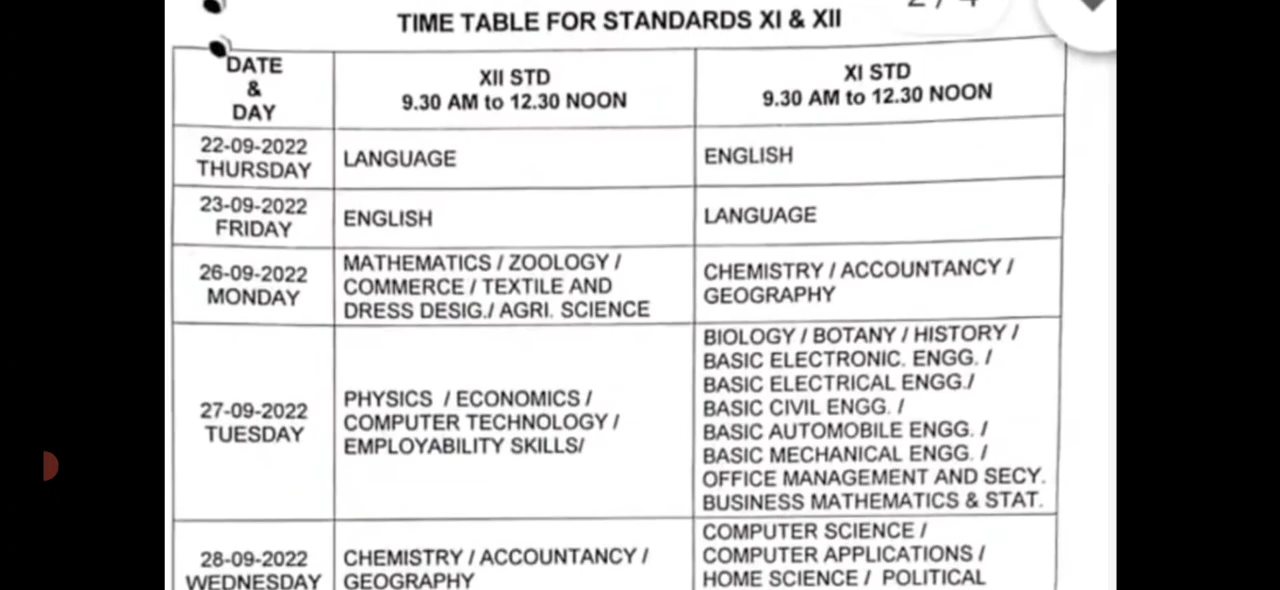 TIME TABLE FOR STANDARDS XI & XII
DATE
&
DAY
XII STD
9.30 AM to 12.30 NOON
XI STD
9.30 AM to 12.30 NOON
22-09-2022
THURSDAY
LANGUAGE
ENGLISH
23-09-2022
FRIDAY
ENGLISH
LANGUAGE
26-09-2022
MONDAY
MATHEMATICS / ZOOLOGY /
COMMERCE / TEXTILE AND
DRESS DESIG./ AGRI. SCIENCE
CHEMISTRY / ACCOUNTANCY /
GEOGRAPHY
27-09-2022
TUESDAY
PHYSICS / ECONOMICS /
COMPUTER TECHNOLOGY /
EMPLOYABILITY SKILLS/
BIOLOGY / BOTANY / HISTORY /
BASIC ELECTRONIC. ENGG. /
BASIC ELECTRICAL ENGG./
BASIC CIVIL ENGG. /
BASIC AUTOMOBILE ENGG. /
BASIC MECHANICAL ENGG. /
OFFICE MANAGEMENT AND SECY.
BUSINESS MATHEMATICS & STAT.
28-09-2022
WEDNESDAY
CHEMISTRY / ACCOUNTANCY /
GEOGRAPHY
COMPUTER SCIENCE /
COMPUTER APPLICATIONS /
HOME SCIENCE / POLITICAL